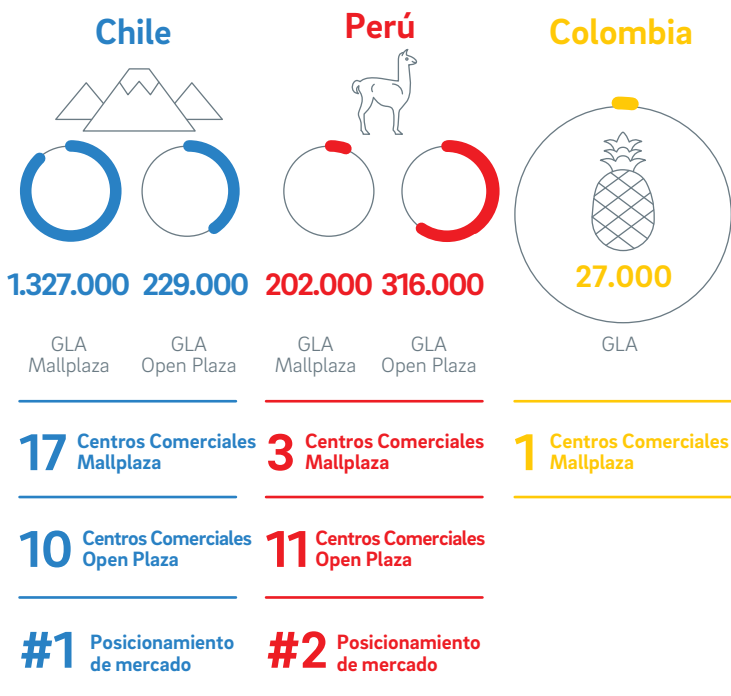 Chile
1.327.000
229.000
GLA
Mallplaza
GLA
Open Plaza
17
Centros Comerciales
Mallplaza
10
Centros Comerciales
Open Plaza
#1
Posicionamiento
de mercado
Perú
202.000
316.000
GLA
Mallplaza
GLA
Open Plaza
3
Centros Comerciales
Mallplaza
11
Centros Comerciales
Open Plaza
#2
Posicionamiento
de mercado
Colombia
27.000
GLA
1
Centros Comerciales
Mallplaza